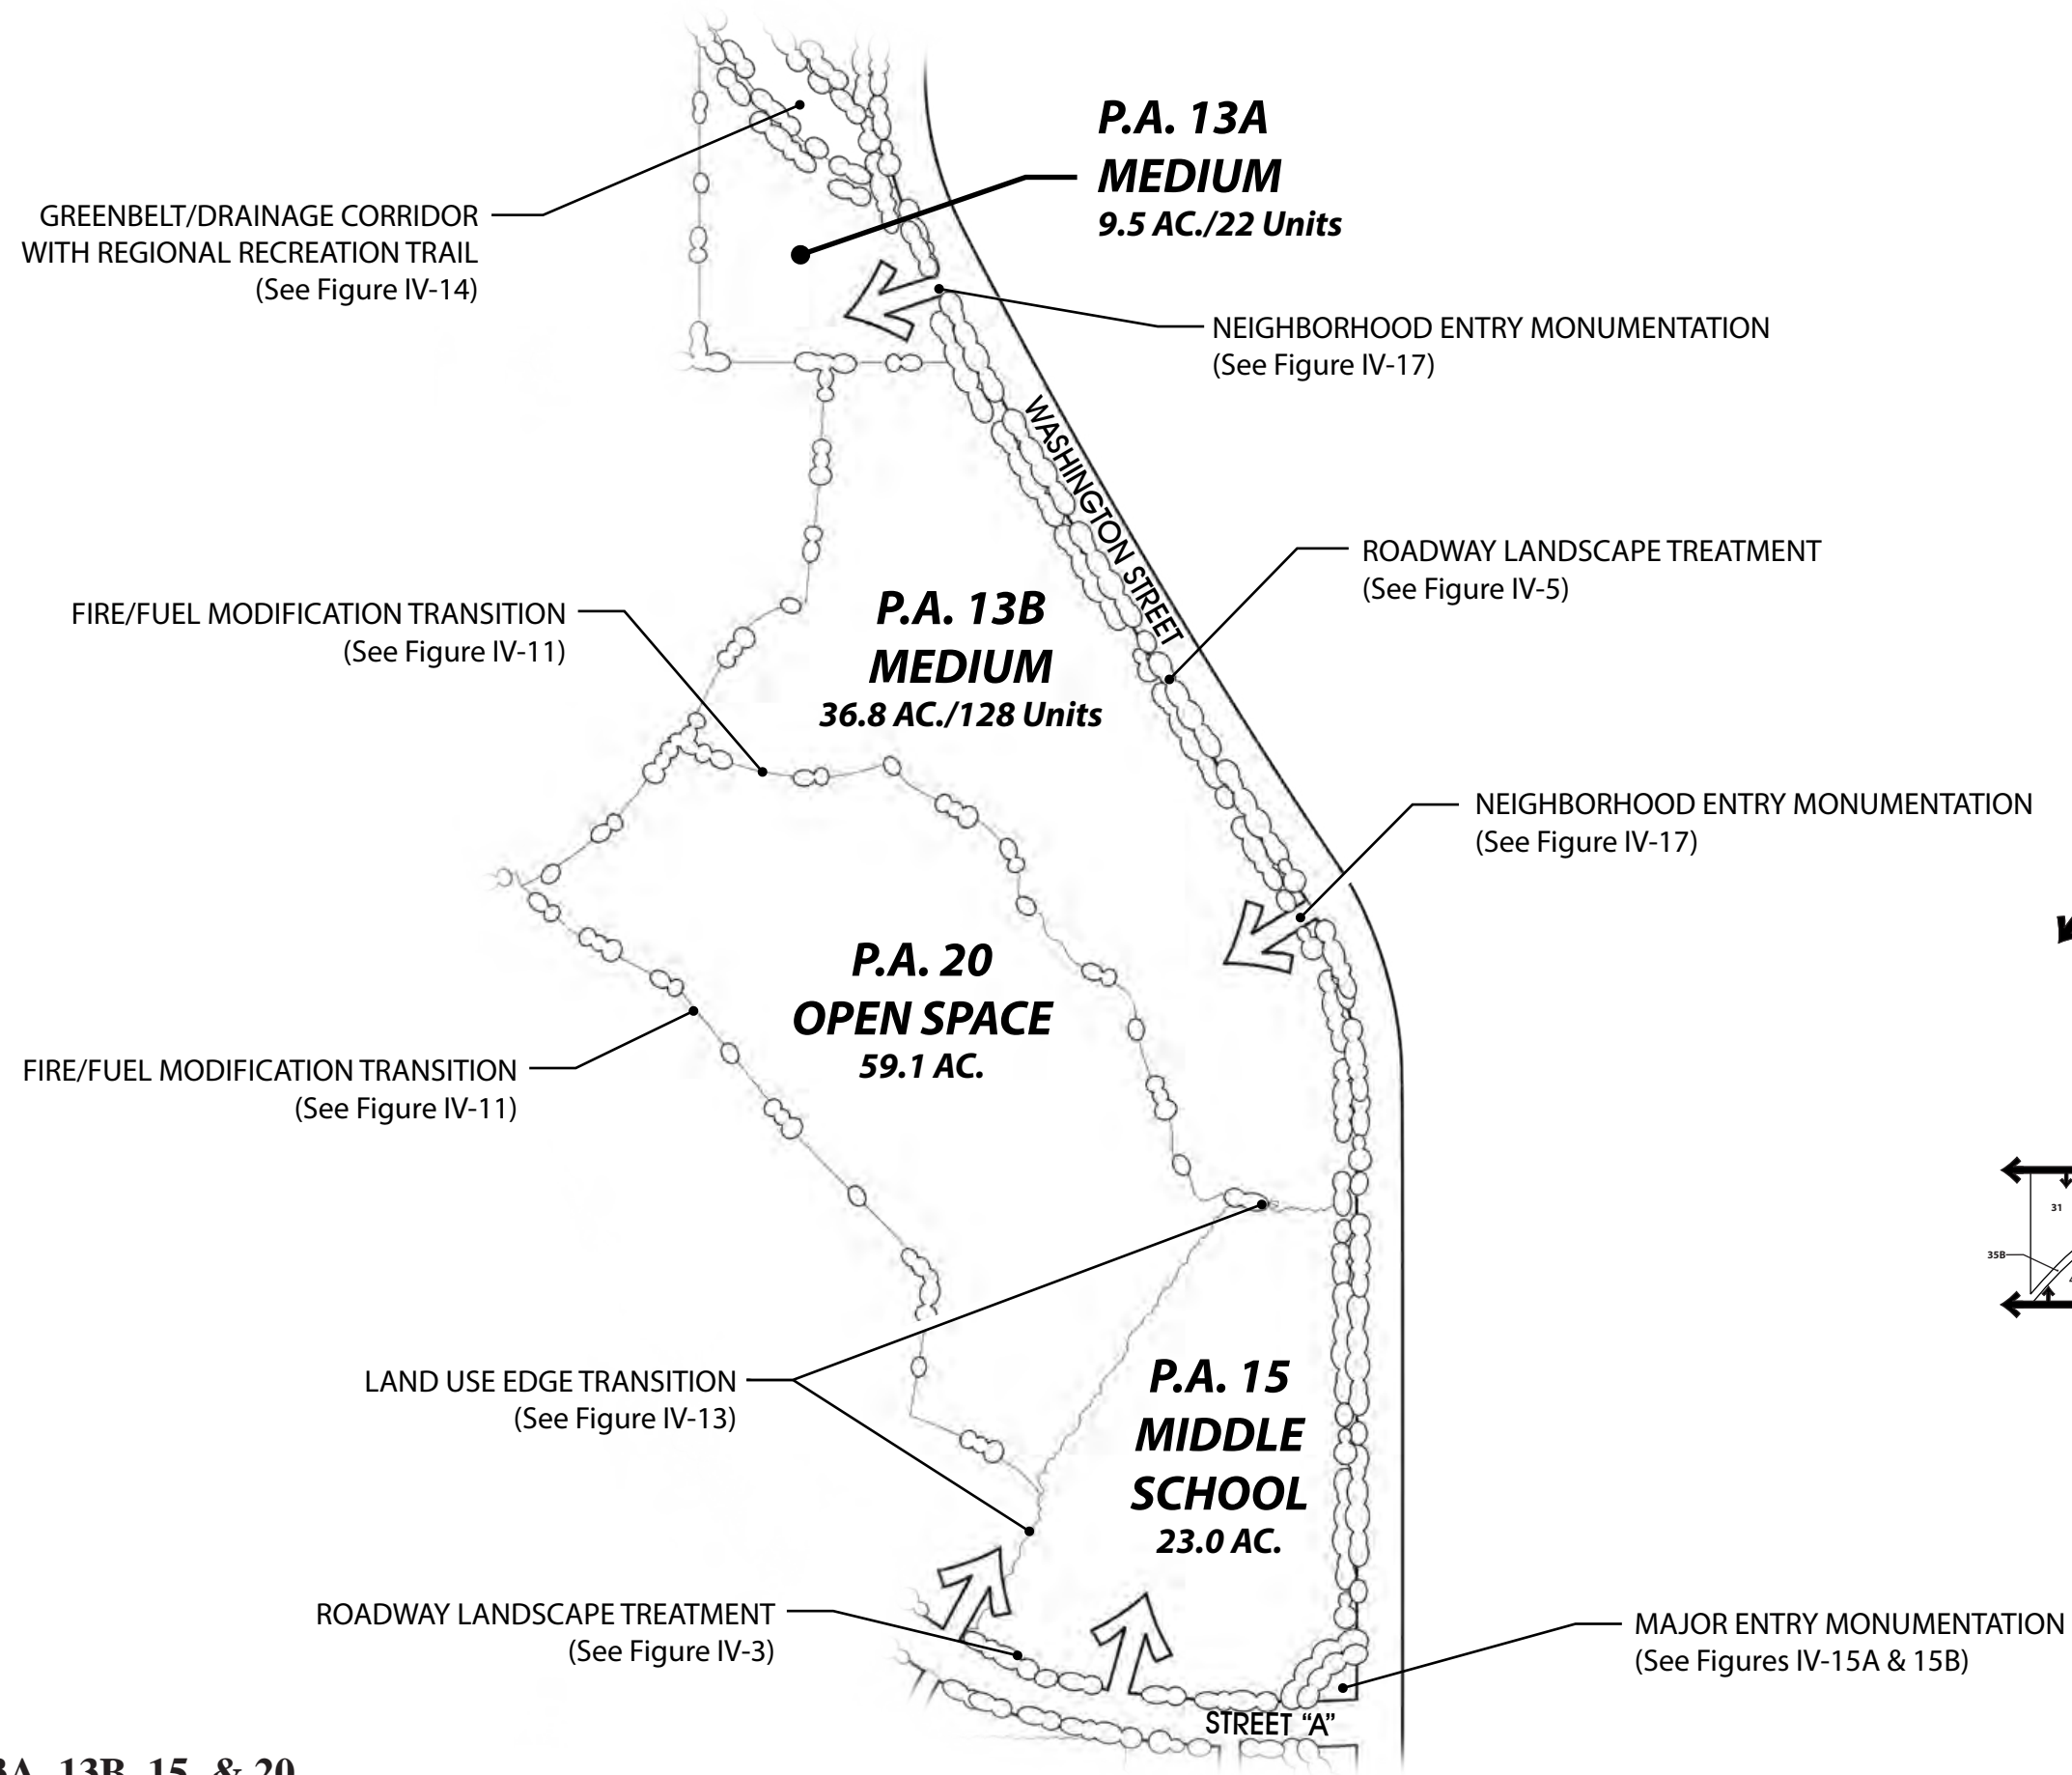 P.A. 13A
MEDIUM
9.5 AC./22 Units
GREENBELT/DRAINAGE CORRIDOR
WITH REGIONAL RECREATION TRAIL
(See Figure IV-14)
NEIGHBORHOOD ENTRY MONUMENTATION
(See Figure IV-17)
WASHINGTON STREET
ROADWAY LANDSCAPE TREATMENT
(See Figure IV-5)
FIRE/FUEL MODIFICATION TRANSITION
(See Figure IV-11)
P.A. 13B
MEDIUM
36.8 AC./128 Units
NEIGHBORHOOD ENTRY MONUMENTATION
(See Figure IV-17)
P.A. 20
OPEN SPACE
59.1 AC.
FIRE/FUEL MODIFICATION TRANSITION
(See Figure IV-11)
31
35B
LAND USE EDGE TRANSITION
(See Figure IV-13)
P.A. 15
MIDDLE
SCHOOL
23.0 AC.
ROADWAY LANDSCAPE TREATMENT
(See Figure IV-3)
MAJOR ENTRY MONUMENTATION
(See Figures IV-15A & 15B)
STREET "A"
3A, 13B, 15, & 20